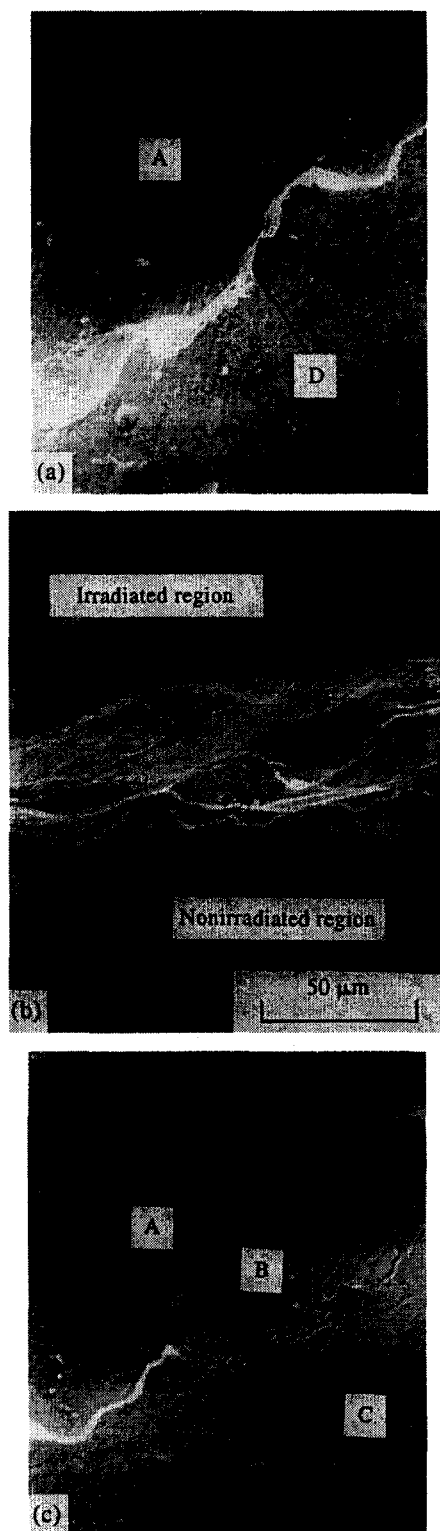 A
D
(a)
Irradiated region
Nonirradiated region
50 μm
(b)
A
B
C
(c)